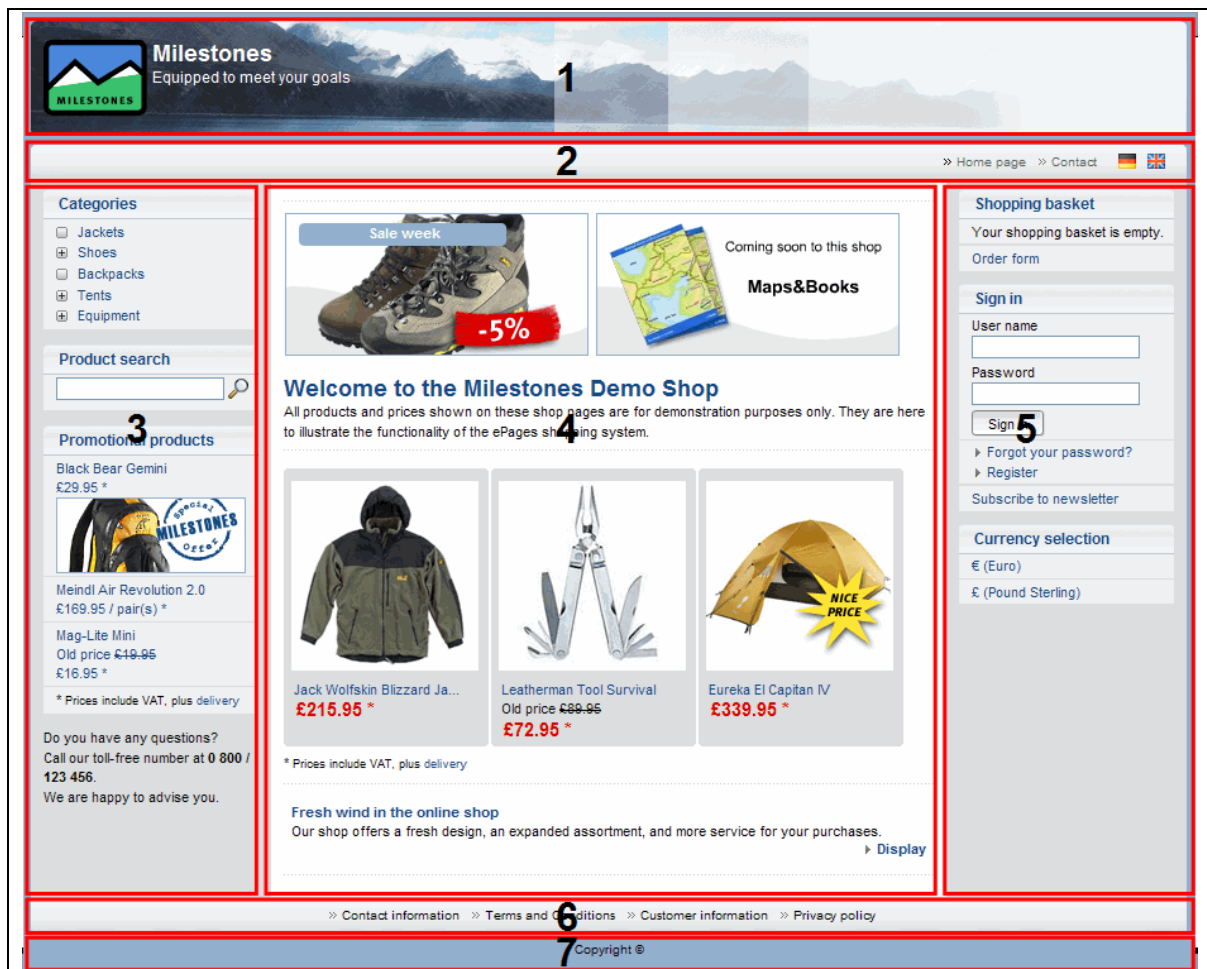 Milestones
Equipped to meet your goals
MILESTONES
1
2
» Home page » Contact
Categories
Jackets
Shoes
Backpacks
Tents
Equipment
Product search
3
Promotional products
Black Bear Gemini
£29.95 *
Special
MILESTONES
Offer
Meindl Air Revolution 2.0
£169.95 / pair(s) *
Mag-Lite Mini
Old price £19.95
£16.95 *
* Prices include VAT, plus delivery
Do you have any questions?
Call our toll-free number at 0 800 /
123 456.
We are happy to advise you.
Sale week
-5%
Coming soon to this shop
Maps&Books
Welcome to the Milestones Demo Shop
All products and prices shown on these shop pages are for demonstration purposes only. They are here
to illustrate the functionality of the ePages shopping system.
4
NICE
PRICE
Jack Wolfskin Blizzard Ja...
£215.95 *
Leatherman Tool Survival
Old price £89.95
£72.95 *
Eureka El Capitan IV
£339.95 *
* Prices include VAT, plus delivery
Fresh wind in the online shop
Our shop offers a fresh design, an expanded assortment, and more service for your purchases.
Display
Shopping basket
Your shopping basket is empty.
Order form
Sign in
User name
Password
Sign in
5
Forgot your password?
Register
Subscribe to newsletter
Currency selection
€ (Euro)
£ (Pound Sterling)
» Contact information » Terms and Conditions » Customer information » Privacy policy
6
Copyright ©
7